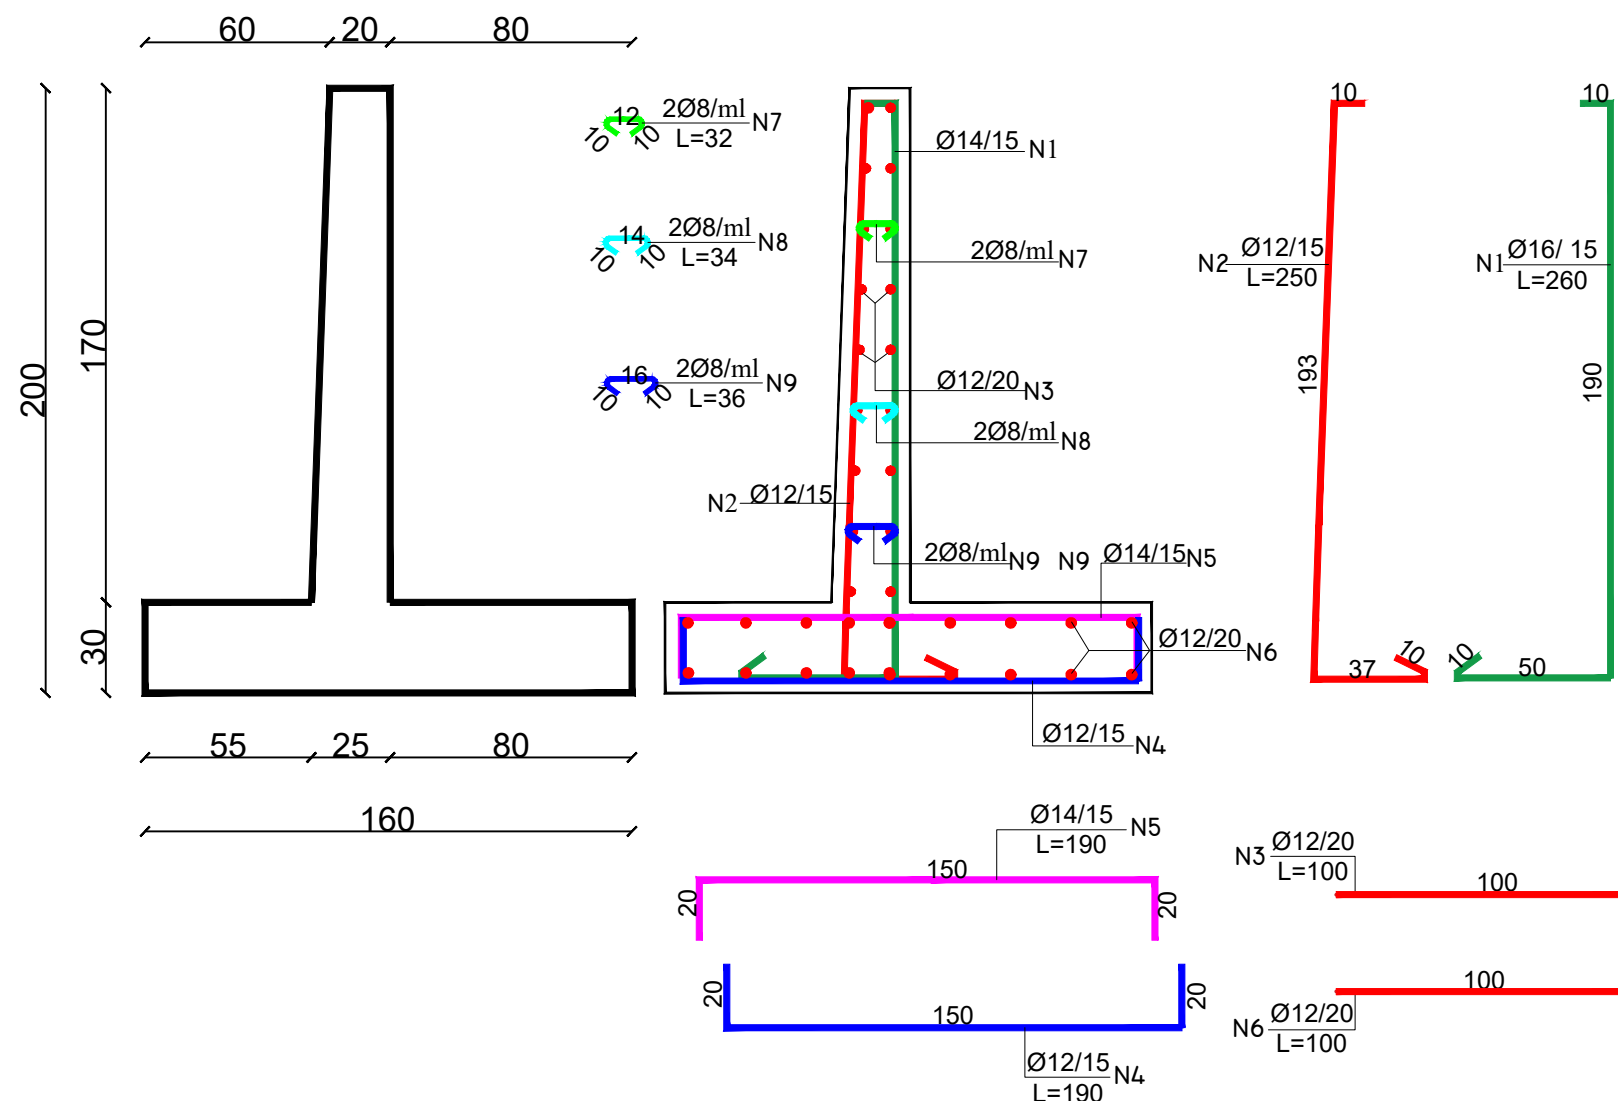 60 20 80
200
170
30
55 25 80
160
12 2Ø8/ml N7
10 10 L=32
14 2Ø8/ml N8
10 10 L=34
16 2Ø8/ml N9
10 10 L=36
Ø14/15 N1
2Ø8/ml N7
Ø12/20 N3
2Ø8/ml N8
N2 Ø12/15
2Ø8/ml N9 N9 Ø14/15 N5
Ø12/20 N6
Ø12/15 N4
10
N2 Ø12/15
L=250
193
10
37
10
N1 Ø16/ 15
L=260
190
10
50
Ø14/15 N5
L=190
150
20 20
20 20
150
Ø12/15 N4
L=190
N3 Ø12/20
L=100
100
100
N6 Ø12/20
L=100